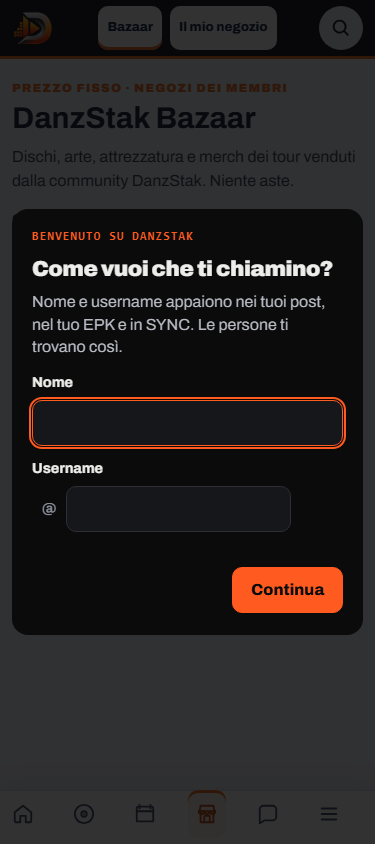 Bazaar
Il mio negozio
PREZZO FISSO · NEGOZI DEI MEMBRI
DanzStak Bazaar
Dischi, arte, attrezzatura e merch dei tour venduti
dalla community DanzStak. Niente aste.
BENVENUTO SU DANZSTAK
Come vuoi che ti chiamino?
Nome e username appaiono nei tuoi post,
nel tuo EPK e in SYNC. Le persone ti
trovano così.
Nome
Username
@
Continua